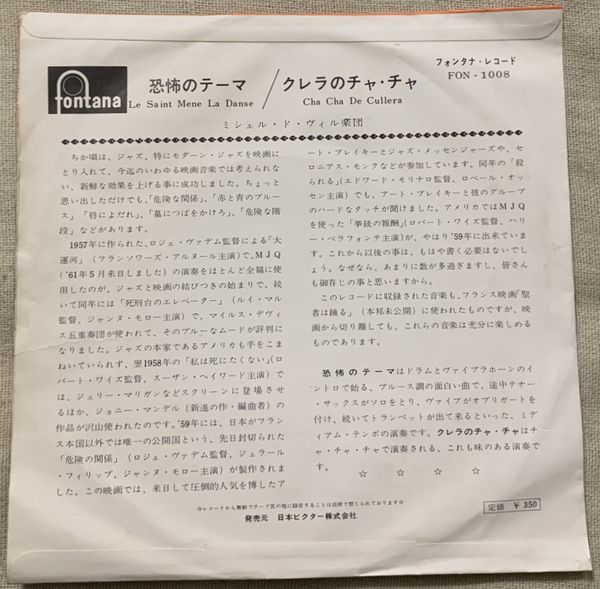 fontana
恐怖のテーマ
Le Saint Mene La Danse
クレラのチャ・チャ
Cha Cha De Cullera
フォンタナ・レコード
FON - 1008
ミシェル・ド・ヴィル楽団
ちか頃は、ジャズ、特にモダーン・ジャズを映画に
とり入れて、今迄のいわゆる映画音楽では考えられな
い、新鮮な効果を上げる事に成功しました。ちょっと
思い出しただけでも、「危険な関係」、「赤と青のブルー
ス」「唇によだれ」、「墓につばをかけろ」、「危険な階
段」などがあります。
1957年に作られた、ロジェ・ヴァデム監督による「大
運河」（フランソワーズ・アルヌール主演）で、MJQ
（'61年5月来日しました）の演奏をほとんど全篇に使
用したのが、ジャズと映画の結びつきの始まりで、続
いて同年には「死刑台のエレベーター」（ルイ・マル
監督、ジャンヌ・モロー主演）で、マイルス・デヴィ
ス五重奏団が使われて、そのブルームードが評判に
なりました。ジャズの本家であるアメリカも手をこま
ねいていられず、翌1958年の「私は死にたくない」（ロ
バート・ワイズ監督、スーザン・ヘイワード主演）で
は、ジェリー・マリガンなどスクリーンに登場させ
るほか、ジョニー・マンデル（新進の作・編曲者）の
作品が沢山使われたのです。'59年には、日本がフラン
ス本国以外では唯一の公開国という、先日封切られた
「危険の関係」（ロジェ・ヴァデム監督、ジェラール
・フィリップ、ジャンヌ・モロー主演）が製作されま
した。この映画では、来日して圧倒的人気を博したア
ート・ブレイキーとジャズ・メッセンジャーズや、セ
ロニアス・モンクなどが参加しています。同年の「殺
られる」（エドワード・モリナロ監督、ロベール・オッ
セン主演）でも、アート・ブレイキーと彼のグループ
のハードなタッチが聞けました。アメリカではMJQ
を使った「拳銃の報酬」（ロバート・ワイズ監督、ハリ
ー・ベラフォンテ主演）が、やはり'59年に出来ていま
す。これから以後の事は、もはや書く必要はないでし
ょう。なぜなら、あまりに数が多過ぎますし、皆さん
も御存じの事と思いますから。
このレコードに収録された音楽も、フランス映画「聖
者は踊る」（本邦未公開）に使われたものですが、映
画から切り離しても、これらの音楽は充分に楽しめる
ものであります。
恐怖のテーマはドラムとヴァイブラホーンのイ
ントロで始る、ブルース調の面白い曲で、途中テナー
・サックスがソロをとり、ヴァイブがオブリガートを
付け、続いてトランペットが出て来るといった、ミデ
ィアム・テンポの演奏です。クレラのチャ・チャはチ
ャ・チャ・チャで演奏される、これも味のある演奏で
す。
☆ ☆ ☆ ☆
☆レコードから無断でテープ其の他に録音することは法律で禁じられております☆
発売元 日本ビクター株式会社
定価 ¥ 350